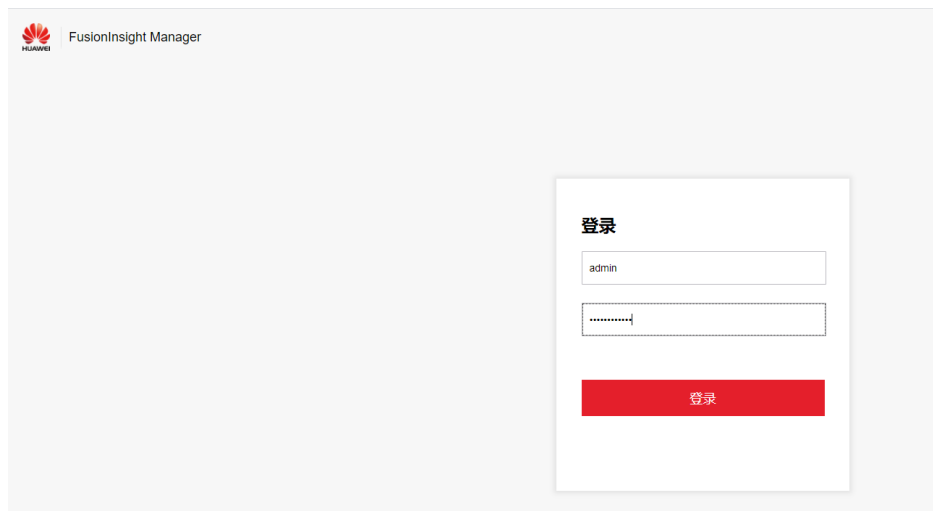 HUAWEI
FusionInsight Manager
登录
admin
••••••••••••
登录